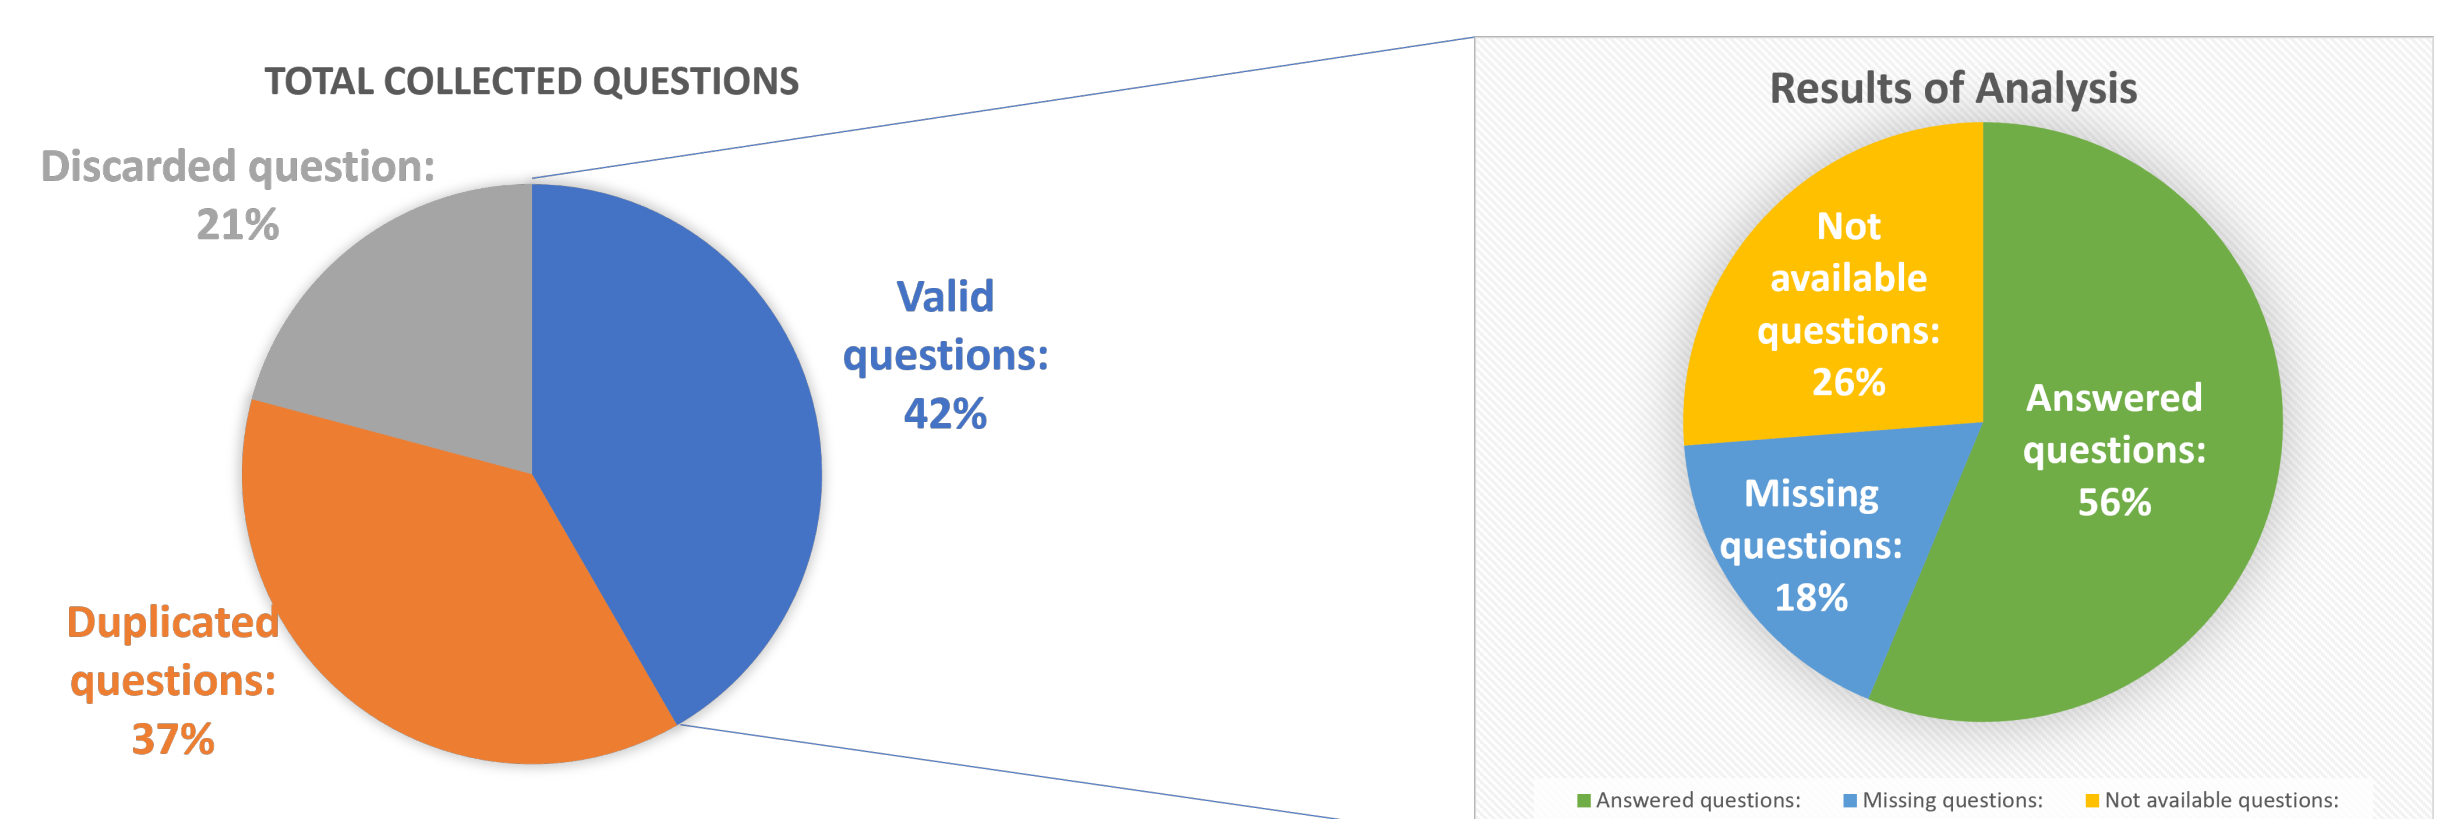 TOTAL COLLECTED QUESTIONS
Discarded question:
21%
Valid
questions:
42%
Duplicated
questions:
37%
Results of Analysis
Not
available
questions:
26%
Answered
questions:
56%
Missing
questions:
18%
Answered questions: Missing questions: Not available questions: